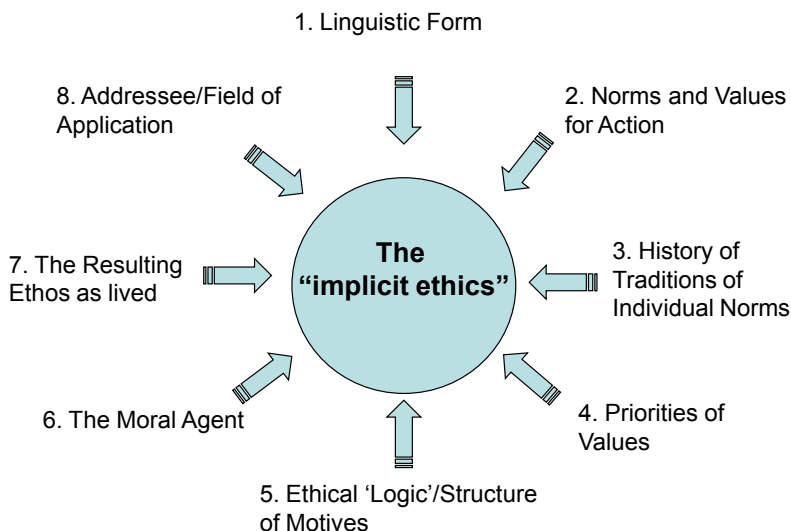 1. Linguistic Form
2. Norms and Values
for Action
3. History of
Traditions of
Individual Norms
4. Priorities of
Values
5. Ethical ‘Logic’/Structure
of Motives
6. The Moral Agent
7. The Resulting
Ethos as lived
8. Addressee/Field of
Application
The
“implicit ethics”